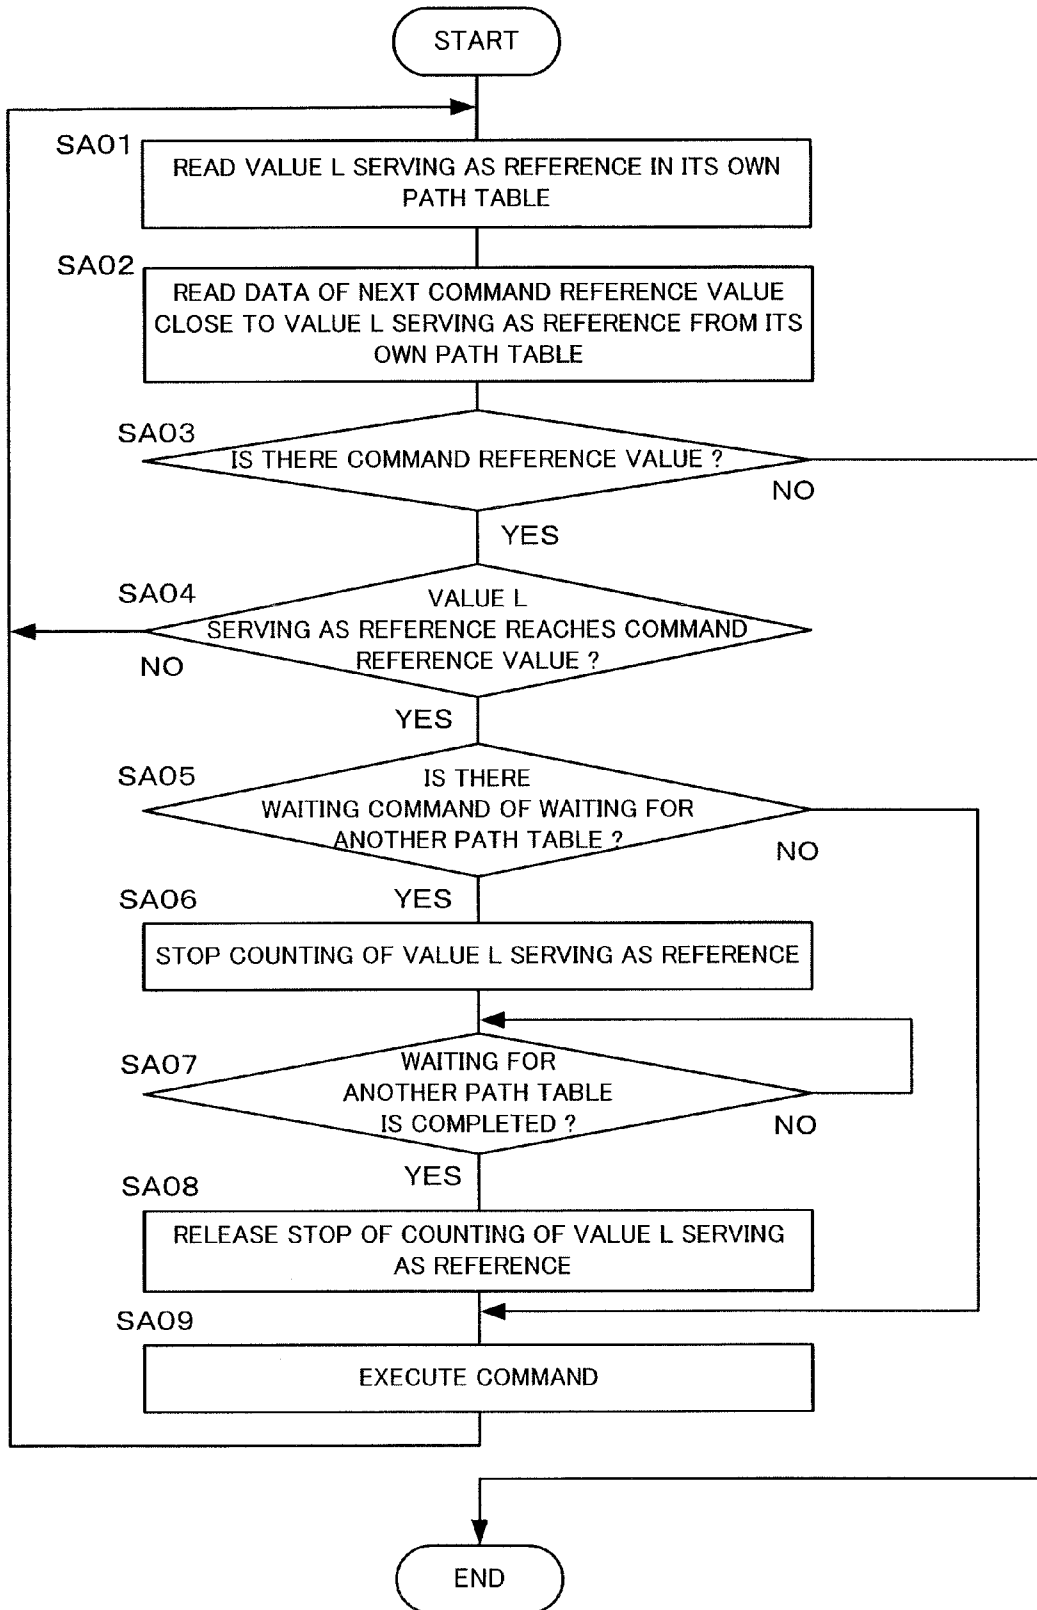 START
SA01
READ VALUE L SERVING AS REFERENCE IN ITS OWN
PATH TABLE
SA02
READ DATA OF NEXT COMMAND REFERENCE VALUE
CLOSE TO VALUE L SERVING AS REFERENCE FROM ITS
OWN PATH TABLE
SA03
IS THERE COMMAND REFERENCE VALUE ?
NO
YES
SA04
VALUE L
SERVING AS REFERENCE REACHES COMMAND
REFERENCE VALUE ?
NO
YES
SA05
IS THERE
WAITING COMMAND OF WAITING FOR
ANOTHER PATH TABLE ?
NO
YES
SA06
STOP COUNTING OF VALUE L SERVING AS REFERENCE
SA07
WAITING FOR
ANOTHER PATH TABLE
IS COMPLETED ?
NO
YES
SA08
RELEASE STOP OF COUNTING OF VALUE L SERVING
AS REFERENCE
SA09
EXECUTE COMMAND
END